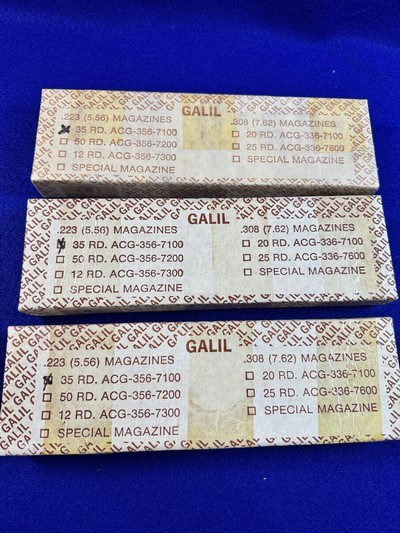 GALIL
.223 (5.56) MAGAZINES
35 RD. ACG-356-7100
50 RD. ACG-356-7200
12 RD. ACG-356-7300
SPECIAL MAGAZINE
.308 (7.62) MAGAZINES
20 RD. ACG-336-7100
25 RD. ACG-336-7600
SPECIAL MAGAZINE
GALIL
.223 (5.56) MAGAZINES
35 RD. ACG-356-7100
50 RD. ACG-356-7200
12 RD. ACG-356-7300
SPECIAL MAGAZINE
.308 (7.62) MAGAZINES
20 RD. ACG-336-7100
25 RD. ACG-336-7600
SPECIAL MAGAZINE
GALIL
.223 (5.56) MAGAZINES
35 RD. ACG-356-7100
50 RD. ACG-356-7200
12 RD. ACG-356-7300
SPECIAL MAGAZINE
.308 (7.62) MAGAZINES
20 RD. ACG-336-7100
25 RD. ACG-336-7600
SPECIAL MAGAZINE